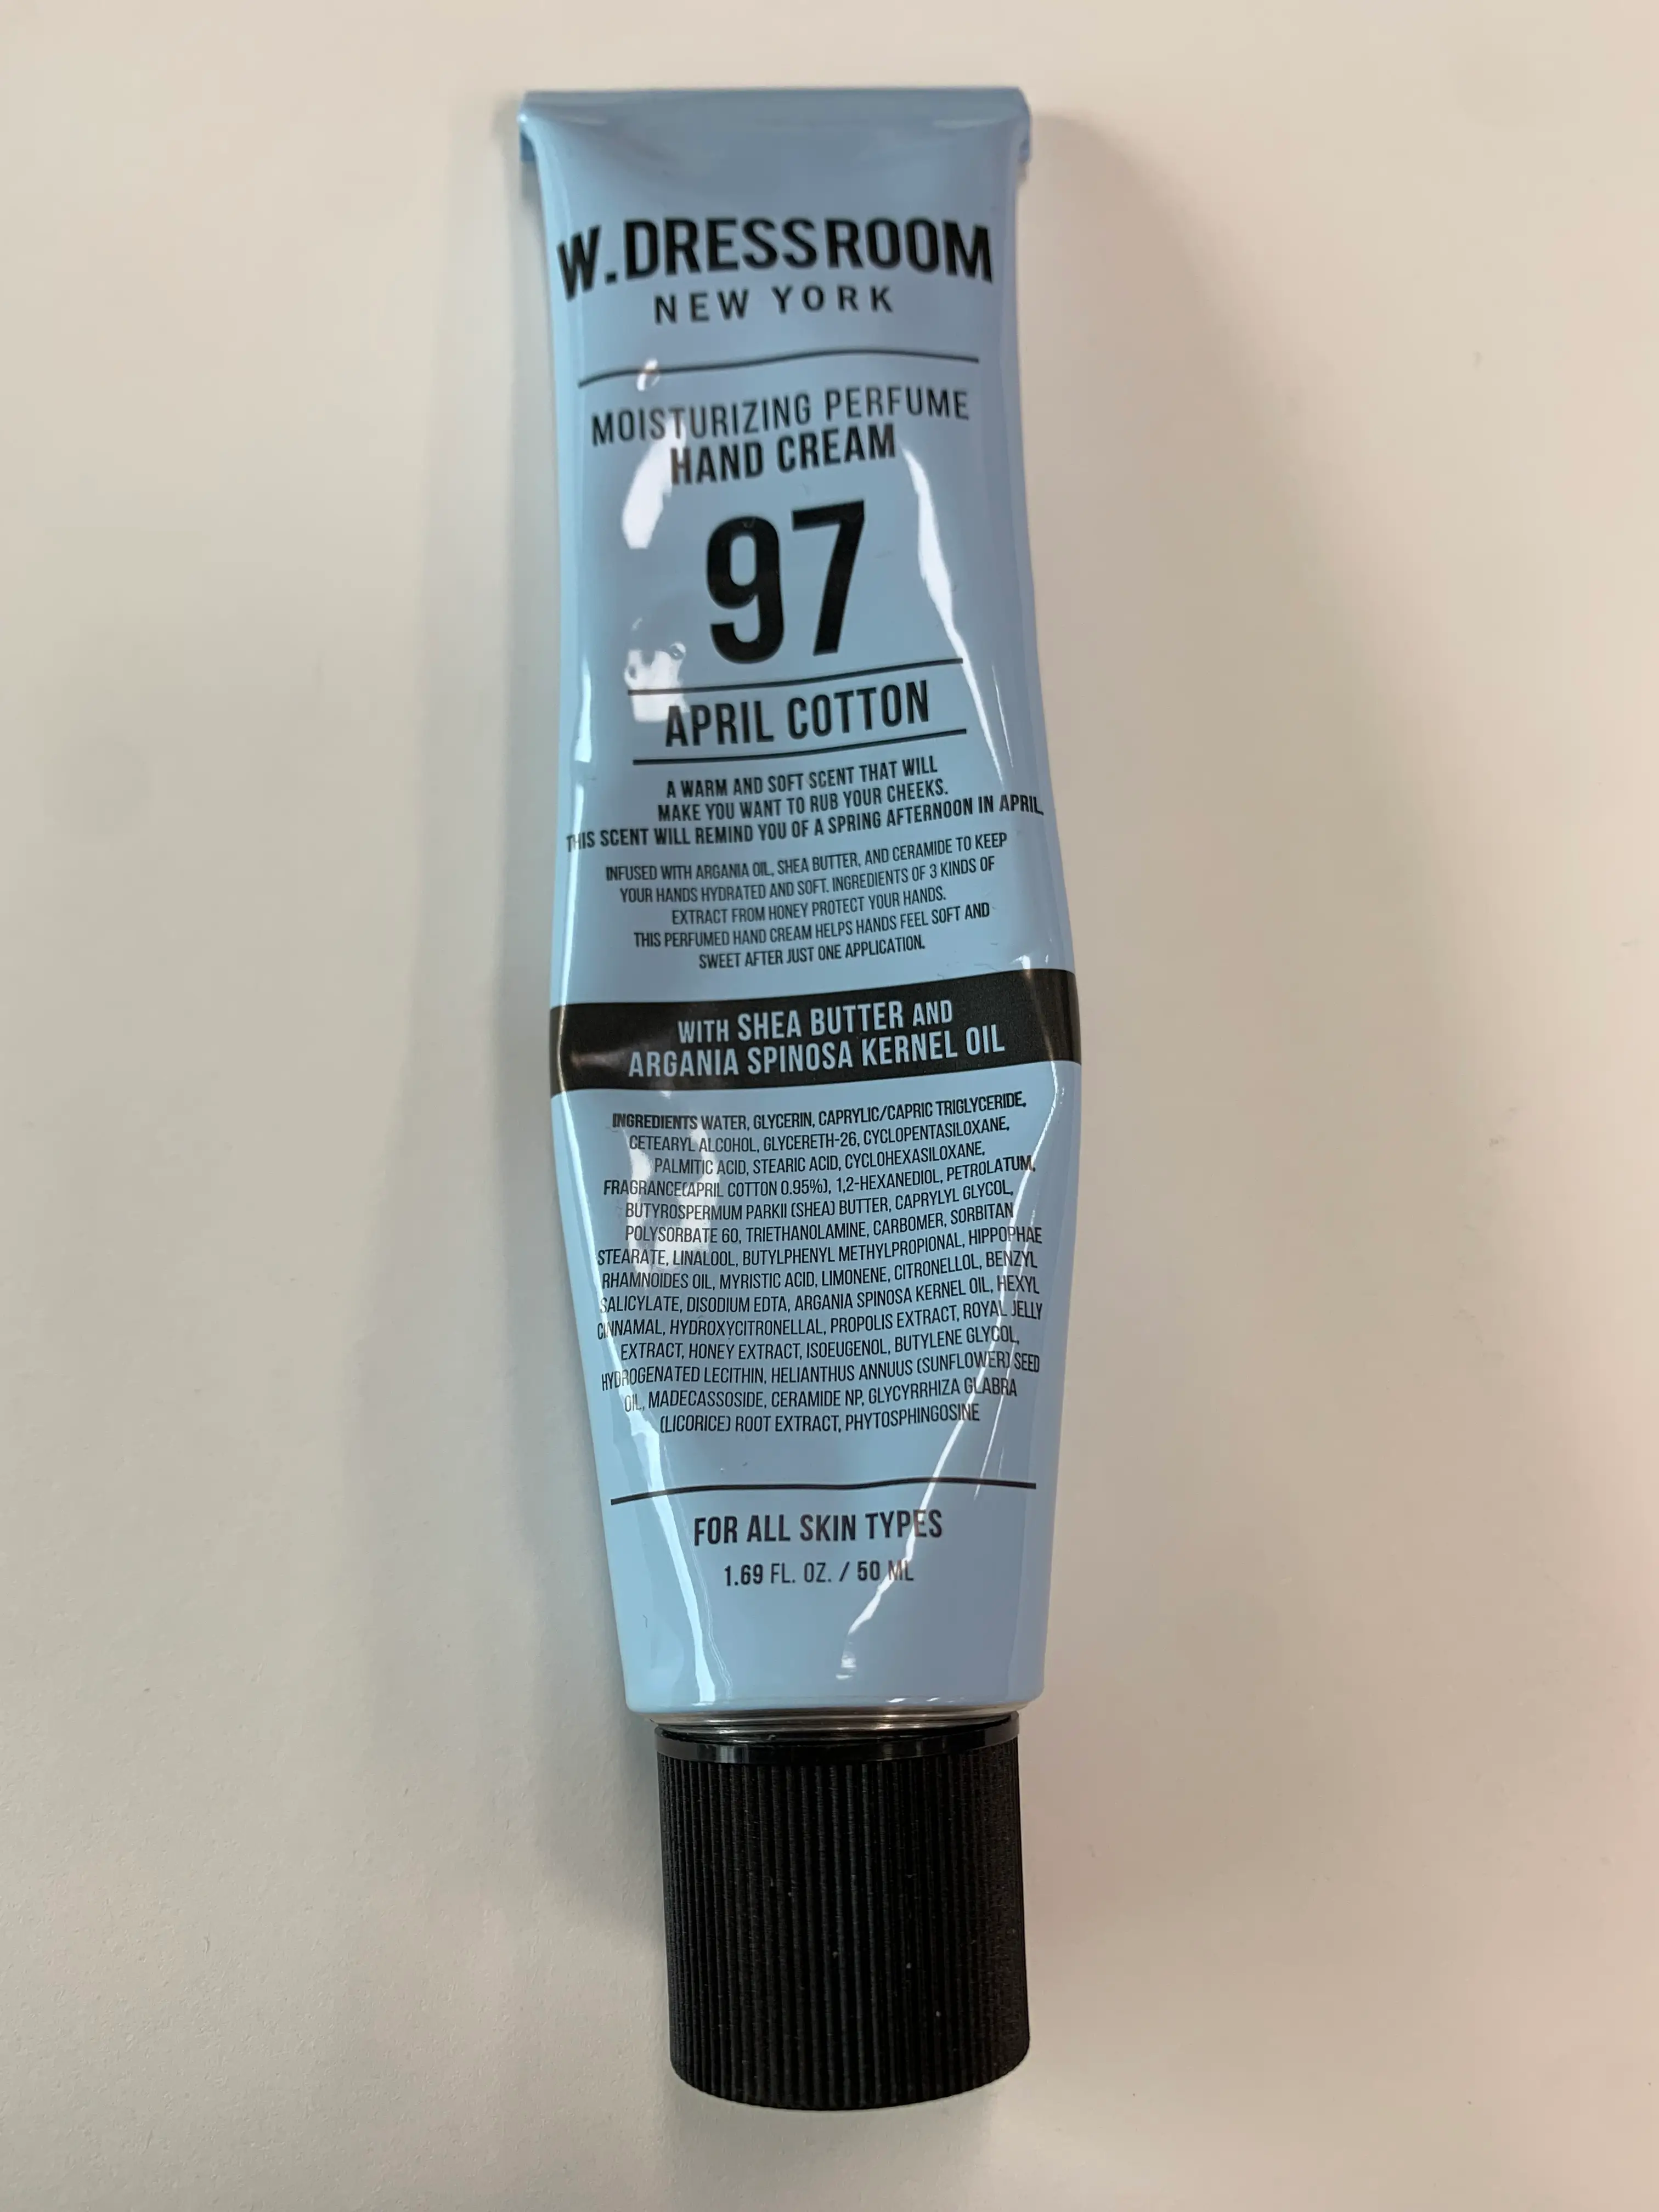 W.DRESSROOM
NEW YORK
MOISTURIZING PERFUME
HAND CREAM
97
APRIL COTTON
A WARM AND SOFT SCENT THAT WILL
MAKE YOU WANT TO RUB YOUR CHEEKS.
THIS SCENT WILL REMIND YOU OF A SPRING AFTERNOON IN APRIL.
INFUSED WITH ARGANIA OIL, SHEA BUTTER, AND CERAMIDE TO KEEP
YOUR HANDS HYDRATED AND SOFT. INGREDIENTS OF 3 KINDS OF
EXTRACT FROM HONEY PROTECT YOUR HANDS.
THIS PERFUMED HAND CREAM HELPS HANDS FEEL SOFT AND
SWEET AFTER JUST ONE APPLICATION.
WITH SHEA BUTTER AND
ARGANIA SPINOSA KERNEL OIL
INGREDIENTS WATER, GLYCERIN, CAPRYLIC/CAPRIC TRIGLYCERIDE,
CETEARYL ALCOHOL, GLYCERETH-26, CYCLOPENTASILOXANE,
PALMITIC ACID, STEARIC ACID, CYCLOHEXASILOXANE,
FRAGRANCE(APRIL COTTON 0.95%), 1,2-HEXANEDIOL, PETROLATUM,
BUTYROSPERMUM PARKII (SHEA) BUTTER, CAPRYLYL GLYCOL,
POLYSORBATE 60, TRIETHANOLAMINE, CARBOMER, SORBITAN
STEARATE, LINALOOL, BUTYLPHENYL METHYLPROPIONAL, HIPPOPHAE
RHAMNOIDES OIL, MYRISTIC ACID, LIMONENE, CITRONELLOL, BENZYL
SALICYLATE, DISODIUM EDTA, ARGANIA SPINOSA KERNEL OIL, HEXYL
CINNAMAL, HYDROXYCITRONELLAL, PROPOLIS EXTRACT, ROYAL JELLY
EXTRACT, HONEY EXTRACT, ISOEUGENOL, BUTYLENE GLYCOL,
HYDROGENATED LECITHIN, HELIANTHUS ANNUUS (SUNFLOWER) SEED
OIL, MADECASSOSIDE, CERAMIDE NP, GLYCYRRHIZA GLABRA
(LICORICE) ROOT EXTRACT, PHYTOSPHINGOSINE
FOR ALL SKIN TYPES
1.69 FL. OZ. / 50 ML